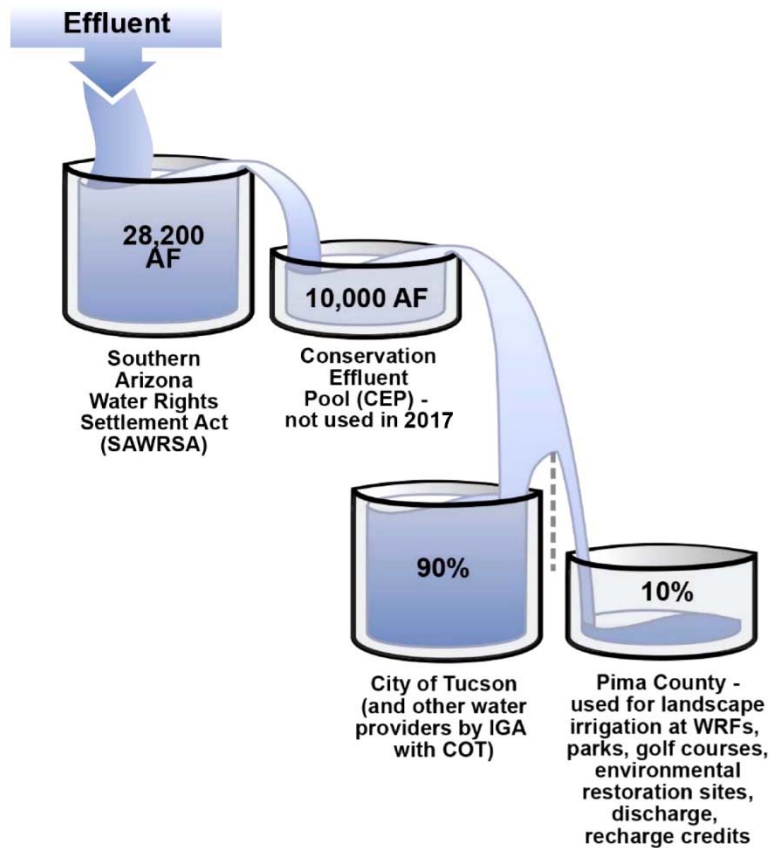 Effluent
28,200
AF
10,000 AF
Southern
Arizona
Water Rights
Settlement Act
(SAWRSA)
Conservation
Effluent
Pool (CEP) -
not used in 2017
90%
10%
City of Tucson
(and other water
providers by IGA
with COT)
Pima County -
used for landscape
irrigation at WRFs,
parks, golf courses,
environmental
restoration sites,
discharge,
recharge credits